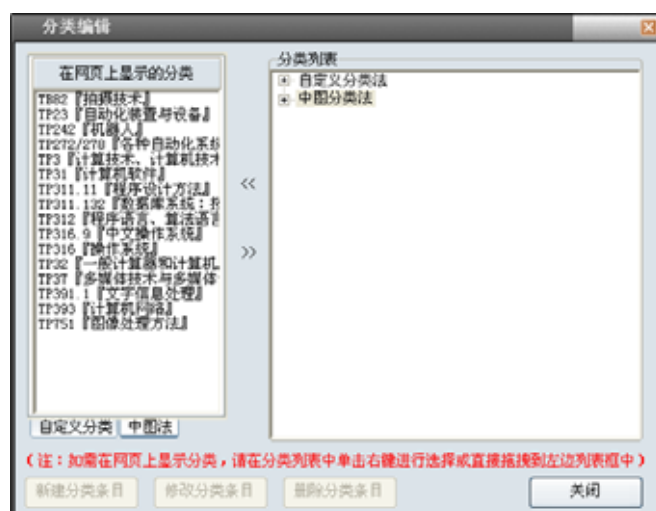 分类编辑
在网页上显示的分类
TB82『拍摄技术』
TP23『自动化装置与设备』
TP242『机器人』
TP272/278『各种自动化系统
TP3『计算技术、计算机技术
TP31『计算机软件』
TP311.11『程序设计方法』
TP311.132『数据库系统：按
TP312『程序语言、算法语言
TP316.9『中文操作系统』
TP316『操作系统』
TP32『一般计算器和计算机
TP37『多媒体技术与多媒体
TP391.1『文字信息处理』
TP393『计算机网络』
TP751『图像处理方法』
自定义分类 中图法
<<
>>
分类列表
自定义分类法
中图分类法
(注：如需在网页上显示分类，请在分类列表中单击右键进行选择或直接拖拽到左边列表框中)
新建分类条目 修改分类条目 删除分类条目 关闭